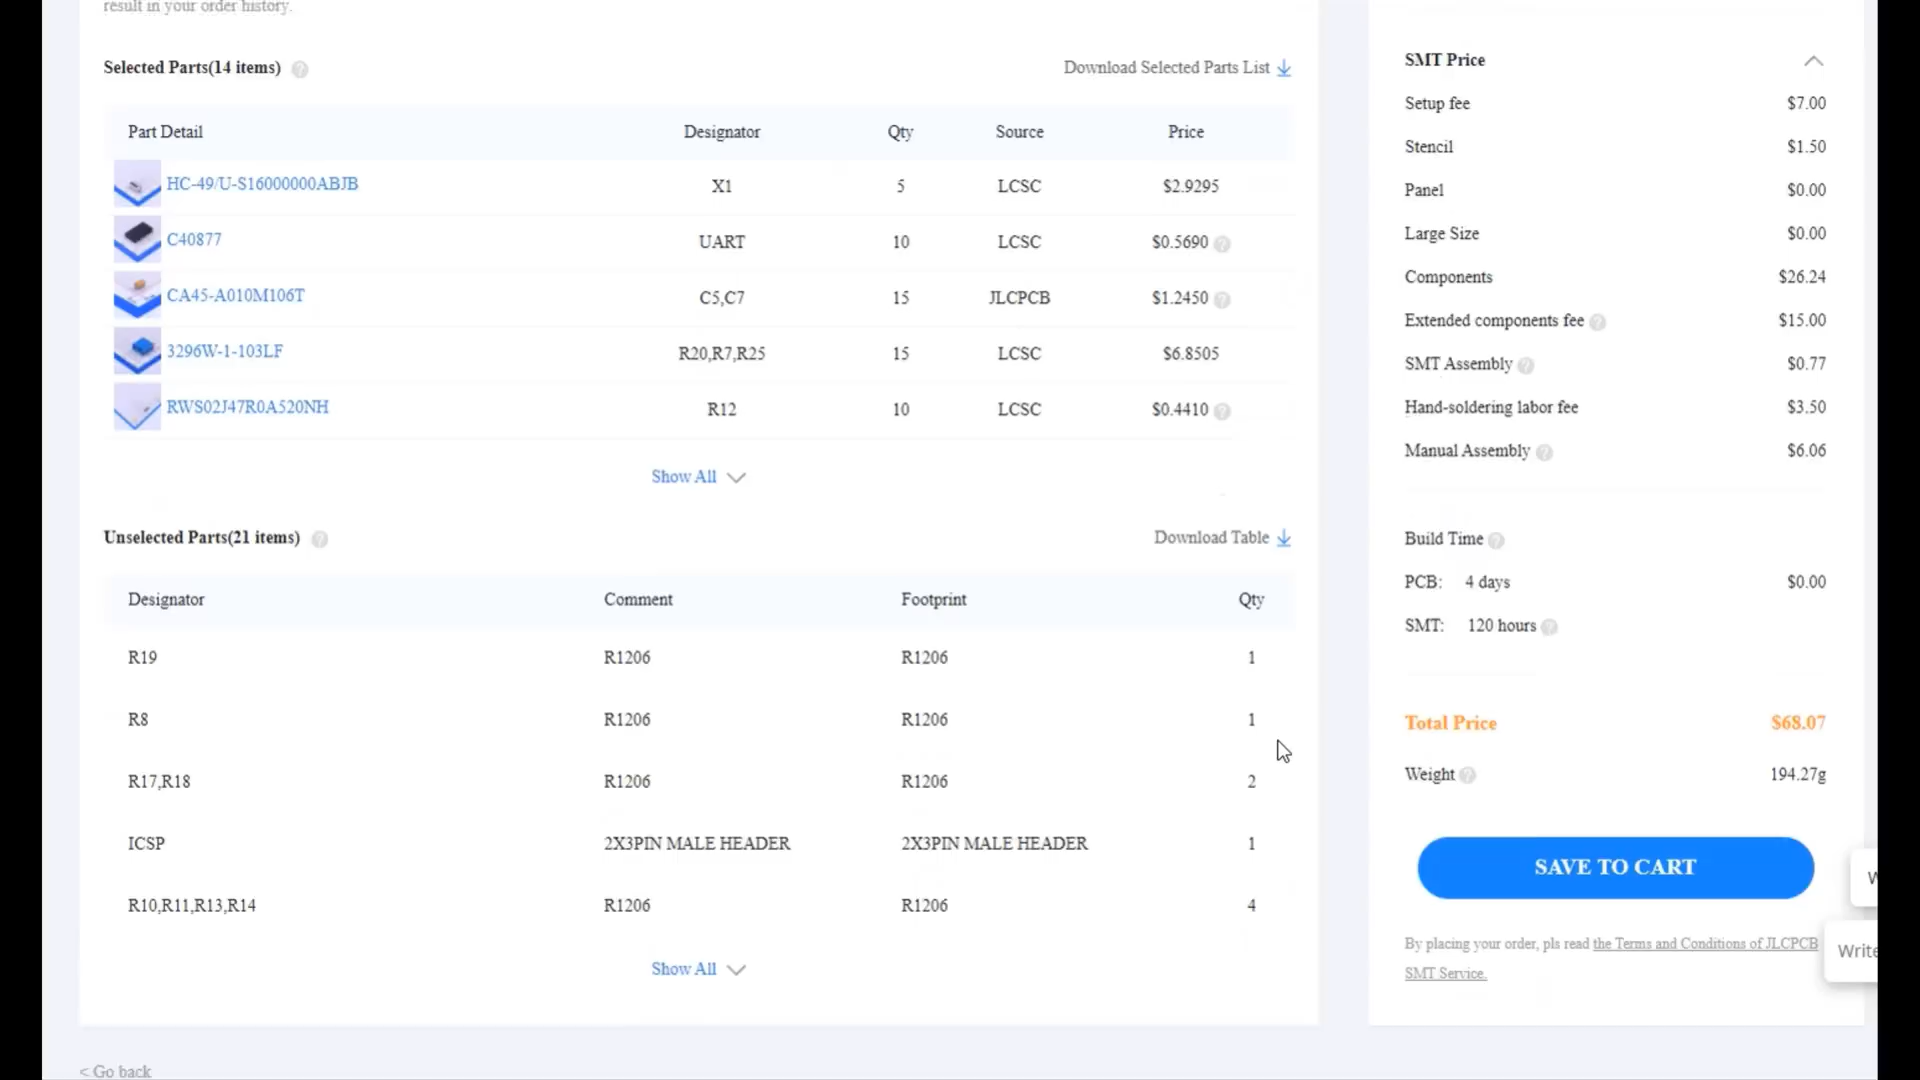 result in your order history.
Selected Parts(14 items)
Download Selected Parts List
Part Detail Designator Qty Source Price
HC-49/U-S16000000ABJB X1 5 LCSC $2.9295
C40877 UART 10 LCSC $0.5690
CA45-A010M106T C5,C7 15 JLCPCB $1.2450
3296W-1-103LF R20,R7,R25 15 LCSC $6.8505
RWS02J47R0A520NH R12 10 LCSC $0.4410
Show All
Unselected Parts(21 items)
Download Table
Designator Comment Footprint Qty
R19 R1206 R1206 1
R8 R1206 R1206 1
R17,R18 R1206 R1206 2
ICSP 2X3PIN MALE HEADER 2X3PIN MALE HEADER 1
R10,R11,R13,R14 R1206 R1206 4
Show All
< Go back
SMT Price
Setup fee $7.00
Stencil $1.50
Panel $0.00
Large Size $0.00
Components $26.24
Extended components fee $15.00
SMT Assembly $0.77
Hand-soldering labor fee $3.50
Manual Assembly $6.06
Build Time
PCB: 4 days $0.00
SMT: 120 hours
Total Price $68.07
Weight 194.27g
SAVE TO CART
By placing your order, pls read the Terms and Conditions of JLCPCB
SMT Service.
Write